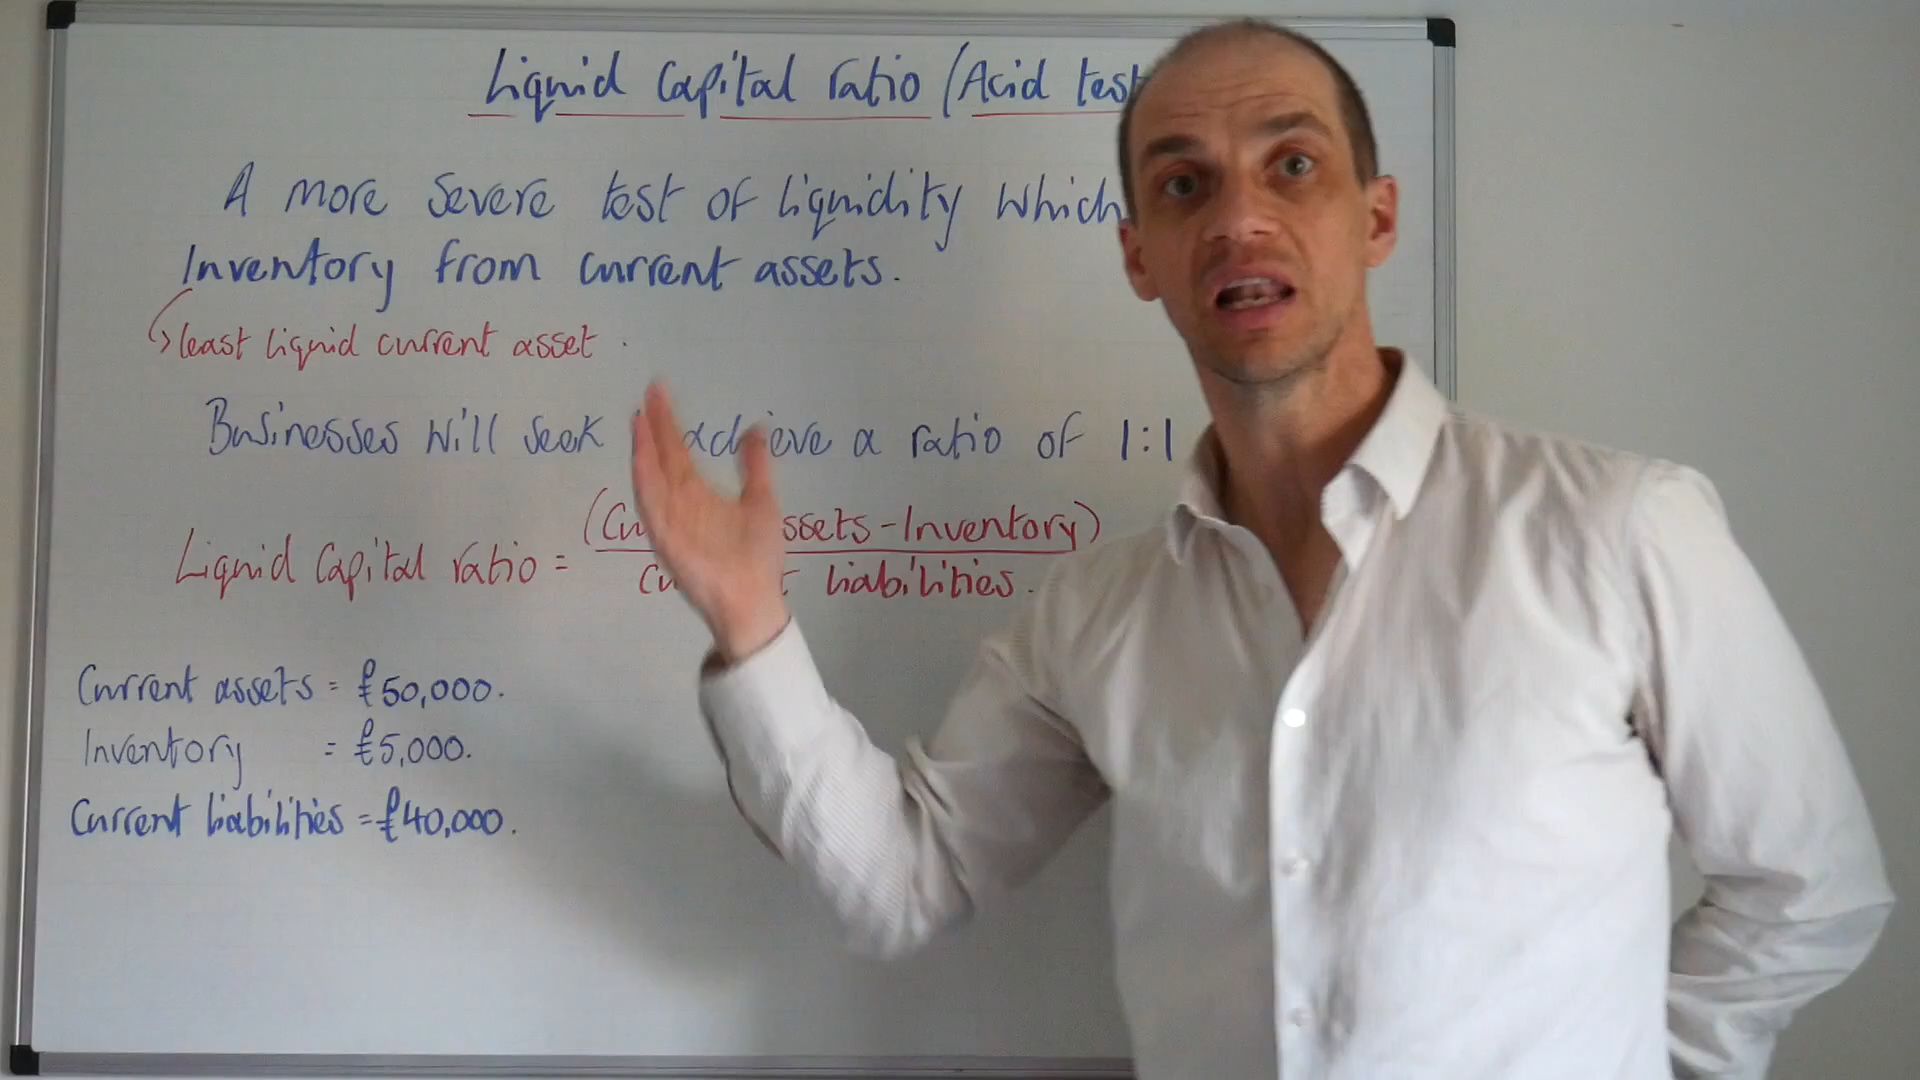 Liquid Capital ratio (Acid test
A more severe test of liquidity which
Inventory from current assets.
least liquid current asset.
Businesses will seek achieve a ratio of 1:1
(Cu ssets - Inventory)
Liquid Capital ratio =
liabilities.
Current assets = £50,000.
Inventory = £5,000.
Current liabilities = £40,000.